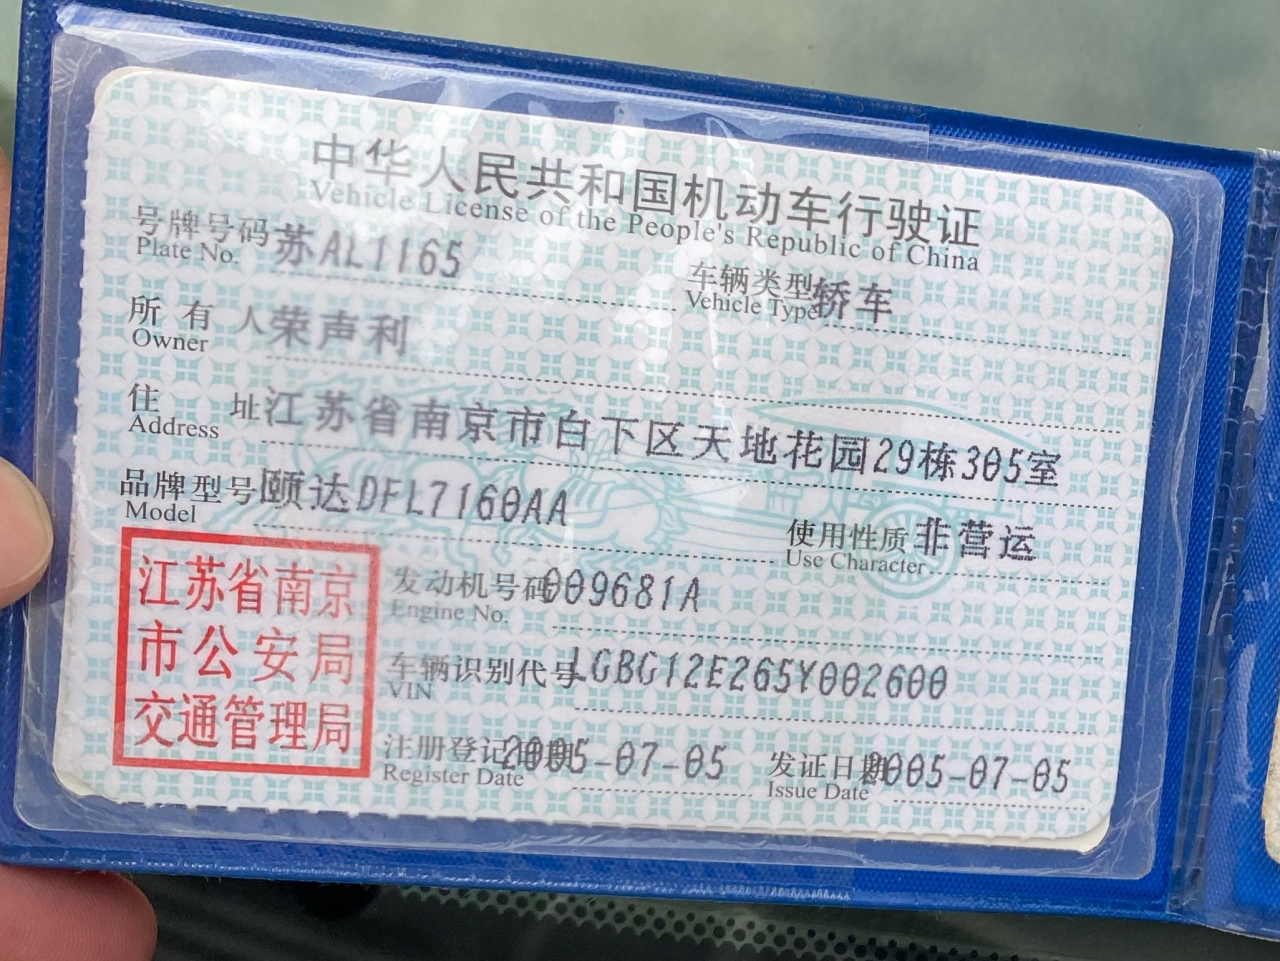 中华人民共和国机动车行驶证
Vehicle License of the People's Republic of China
号牌号码 苏AL1165
Plate No.
车辆类型 轿车
Vehicle Type
所有人 荣声利
Owner
住址 江苏省南京市白下区天地花园29栋305室
Address
品牌型号 颐达DFL7160AA
Model
使用性质 非营运
Use Character
江苏省南京
市公安局
交通管理局
发动机号码 009681A
Engine No.
车辆识别代号 LGBG12E265Y002600
VIN
注册登记日期 2005-07-05
Register Date
发证日期 2005-07-05
Issue Date